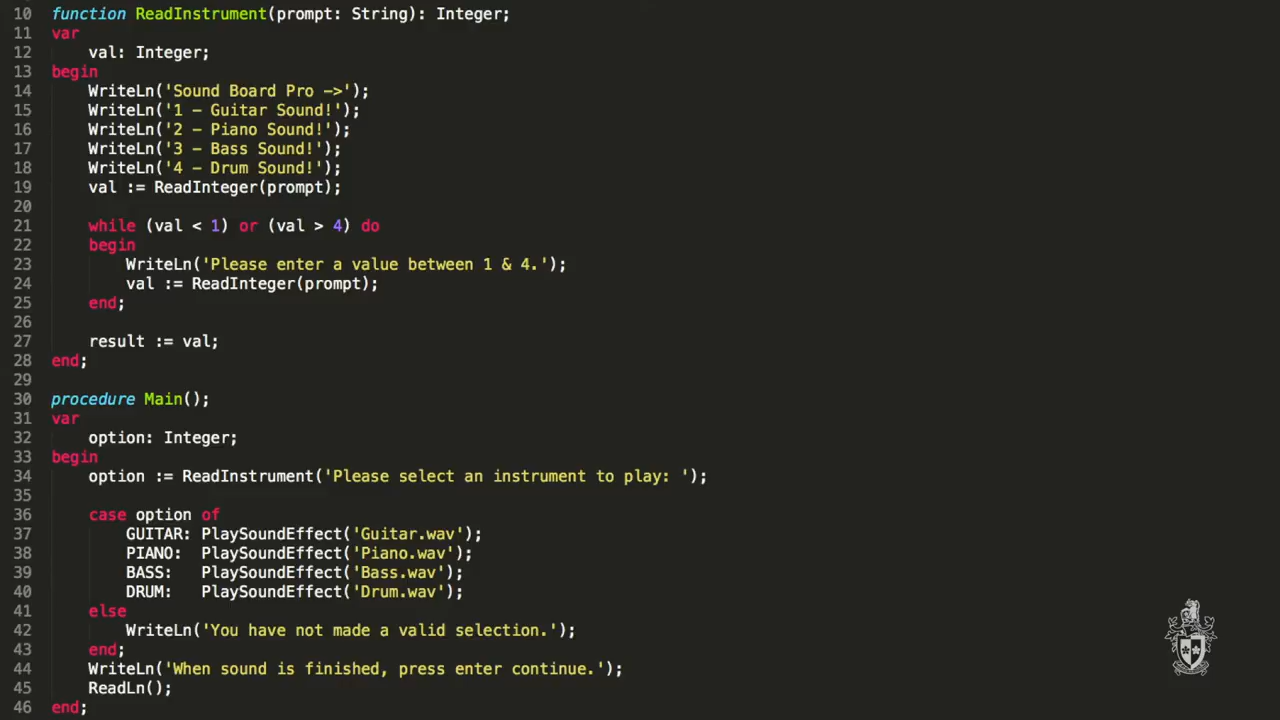 10 function ReadInstrument(prompt: String): Integer;
11 var
12     val: Integer;
13 begin
14     WriteLn('Sound Board Pro ->');
15     WriteLn('1 - Guitar Sound!');
16     WriteLn('2 - Piano Sound!');
17     WriteLn('3 - Bass Sound!');
18     WriteLn('4 - Drum Sound!');
19     val := ReadInteger(prompt);
20
21     while (val < 1) or (val > 4) do
22     begin
23         WriteLn('Please enter a value between 1 & 4.');
24         val := ReadInteger(prompt);
25     end;
26
27     result := val;
28 end;
29
30 procedure Main();
31 var
32     option: Integer;
33 begin
34     option := ReadInstrument('Please select an instrument to play: ');
35
36     case option of
37         GUITAR: PlaySoundEffect('Guitar.wav');
38         PIANO:  PlaySoundEffect('Piano.wav');
39         BASS:   PlaySoundEffect('Bass.wav');
40         DRUM:   PlaySoundEffect('Drum.wav');
41     else
42         WriteLn('You have not made a valid selection.');
43     end;
44     WriteLn('When sound is finished, press enter continue.');
45     ReadLn();
46 end;